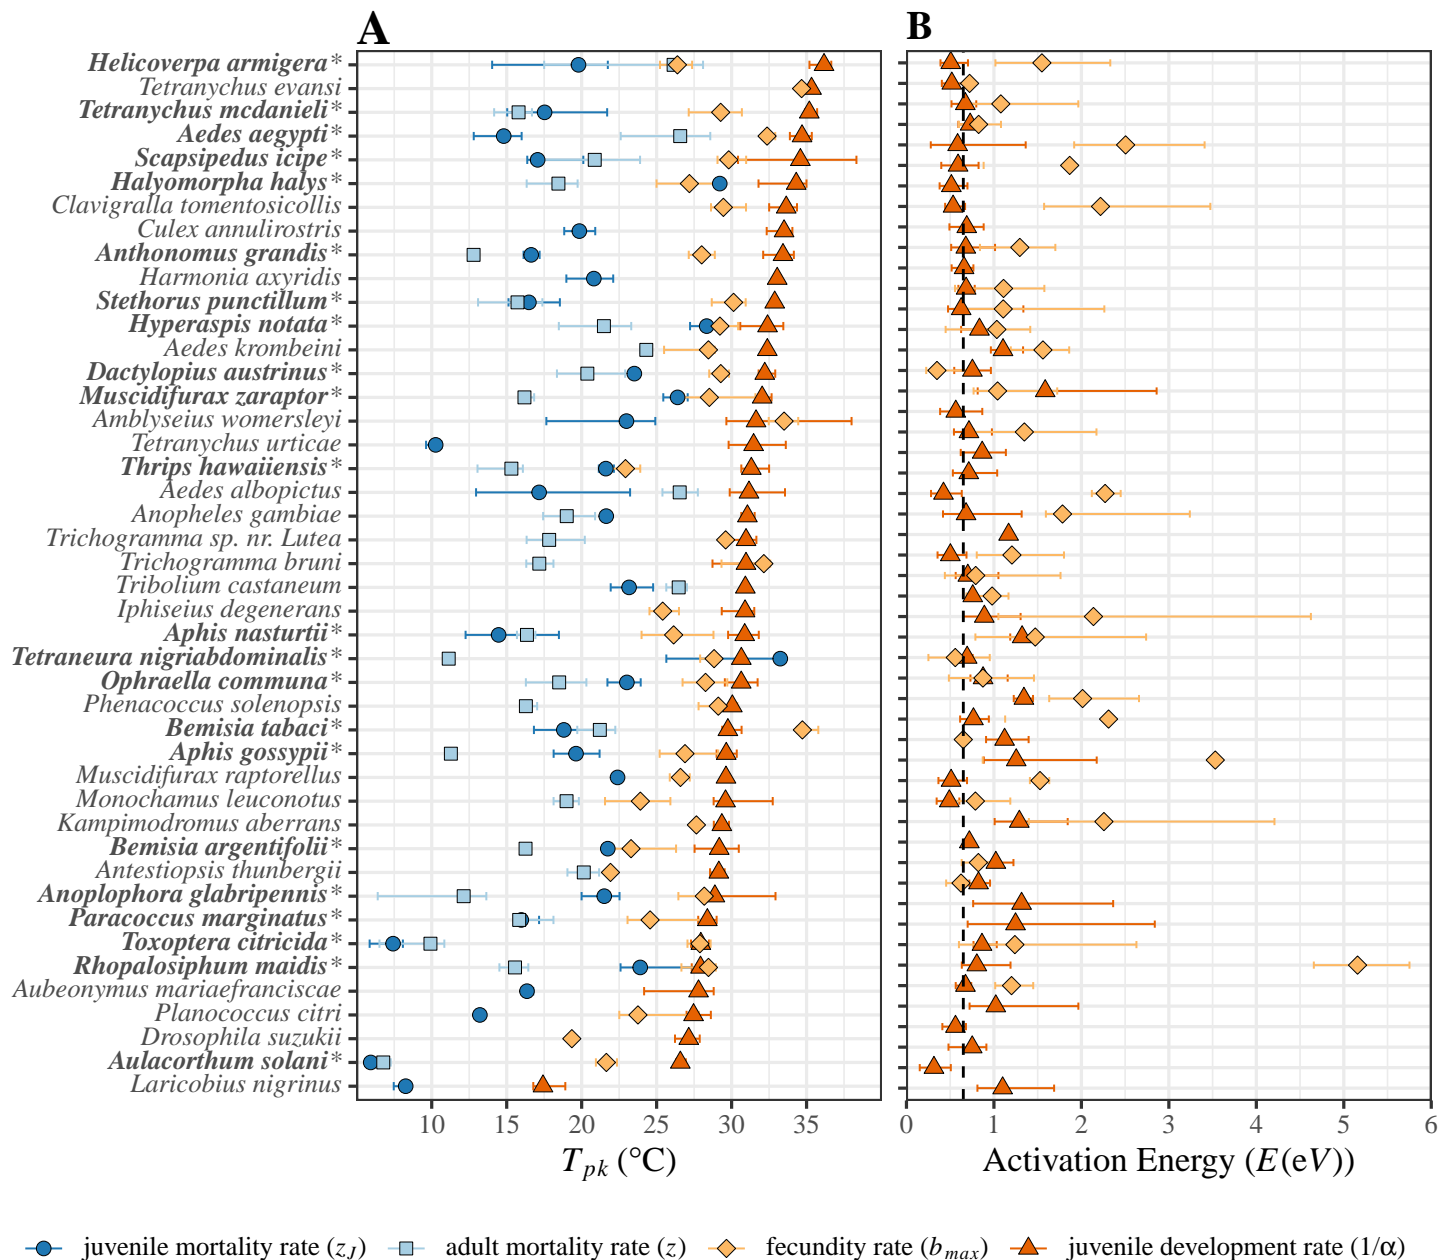 A
B
Helicoverpa armigera*
Tetranychus evansi
Tetranychus mcdanieli*
Aedes aegypti*
Scapsipedus icipe*
Halyomorpha halys*
Clavigralla tomentosicollis
Culex annulirostris
Anthonomus grandis*
Harmonia axyridis
Stethorus punctillum*
Hyperaspis notata*
Aedes krombeini
Dactylopius austrinus*
Muscidifurax zaraptor*
Amblyseius womersleyi
Tetranychus urticae
Thrips hawaiiensis*
Aedes albopictus
Anopheles gambiae
Trichogramma sp. nr. Lutea
Trichogramma bruni
Tribolium castaneum
Iphiseius degenerans
Aphis nasturtii*
Tetraneura nigriabdominalis*
Ophraella communa*
Phenacoccus solenopsis
Bemisia tabaci*
Aphis gossypii*
Muscidifurax raptorellus
Monochamus leuconotus
Kampimodromus aberrans
Bemisia argentifolii*
Antestiopsis thunbergii
Anoplophora glabripennis*
Paracoccus marginatus*
Toxoptera citricida*
Rhopalosiphum maidis*
Aubeonymus mariaefranciscae
Planococcus citri
Drosophila suzukii
Aulacorthum solani*
Laricobius nigrinus
10 15 20 25 30 35
0 1 2 3 4 5 6
T_pk (°C)
Activation Energy (E(eV))
juvenile mortality rate (z_J) adult mortality rate (z) fecundity rate (b_max) juvenile development rate (1/α)